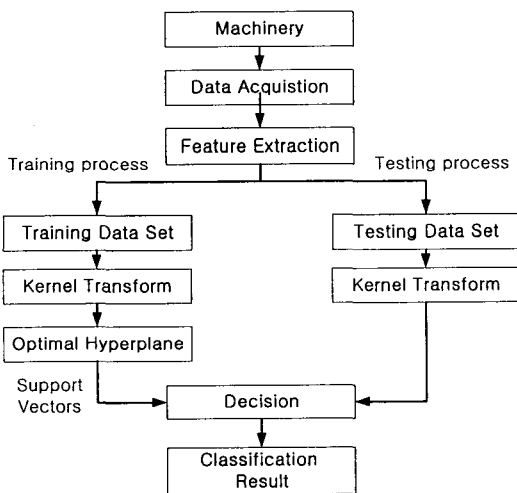 Machinery
Data Acquistion
Feature Extraction
Training process
Testing process
Training Data Set
Testing Data Set
Kernel Transform
Kernel Transform
Optimal Hyperplane
Support
Vectors
Decision
Classification
Result